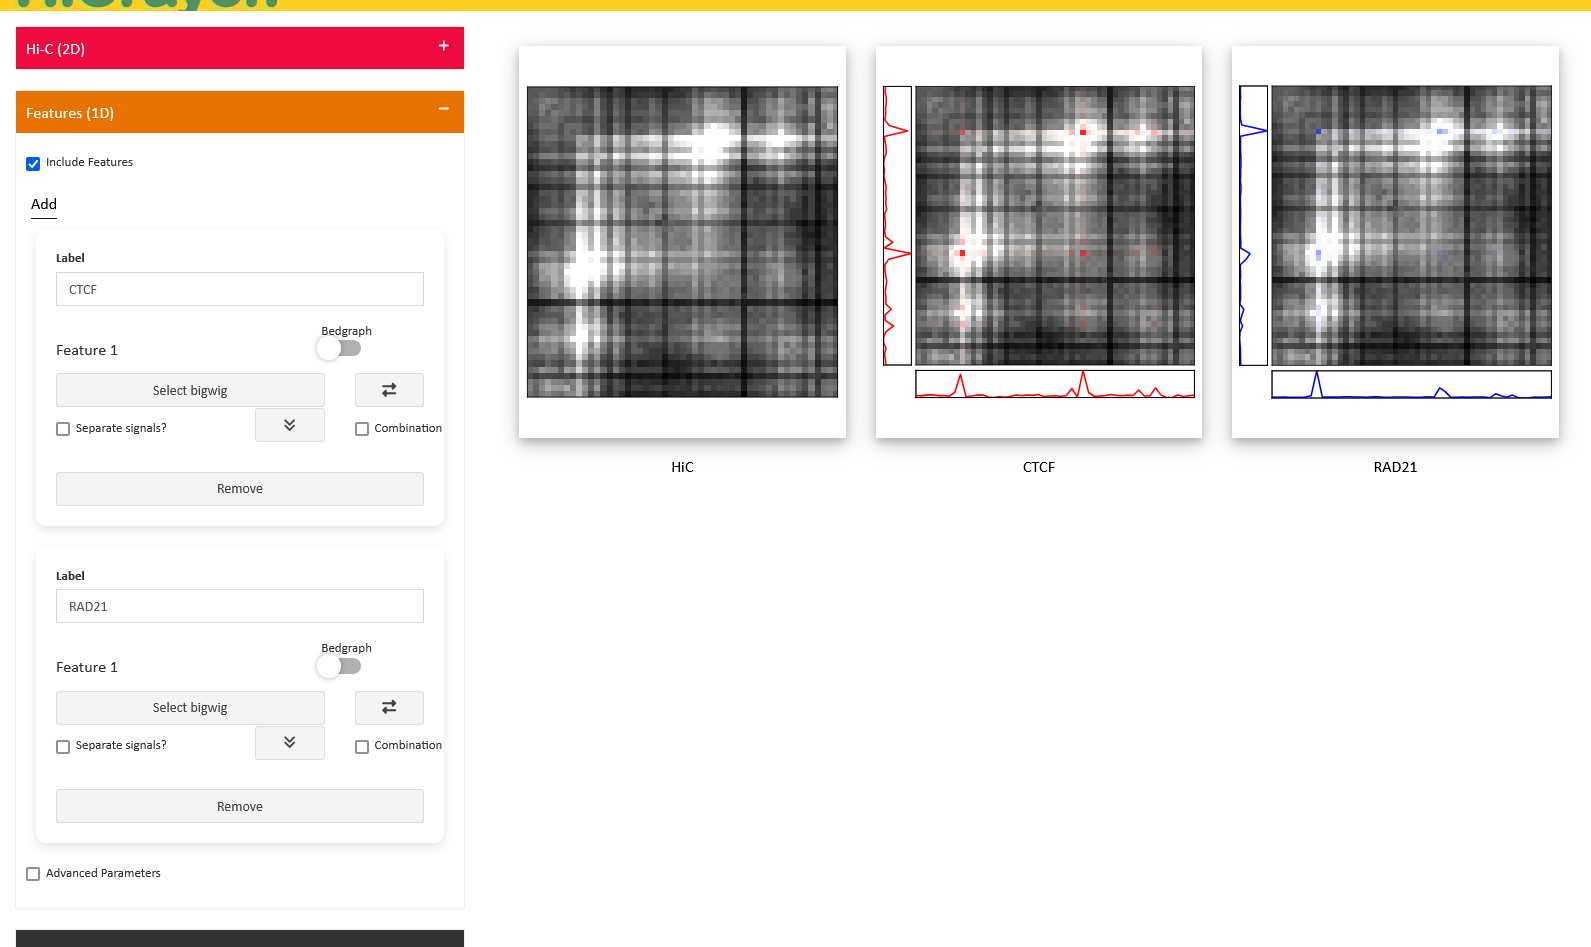 Hi-C (2D)
Features (1D)
Include Features
Add
Label
CTCF
Bedgraph
Feature 1
Select bigwig
Separate signals?
Combination
Remove
Label
RAD21
Bedgraph
Feature 1
Select bigwig
Separate signals?
Combination
Remove
Advanced Parameters
HiC
CTCF
RAD21